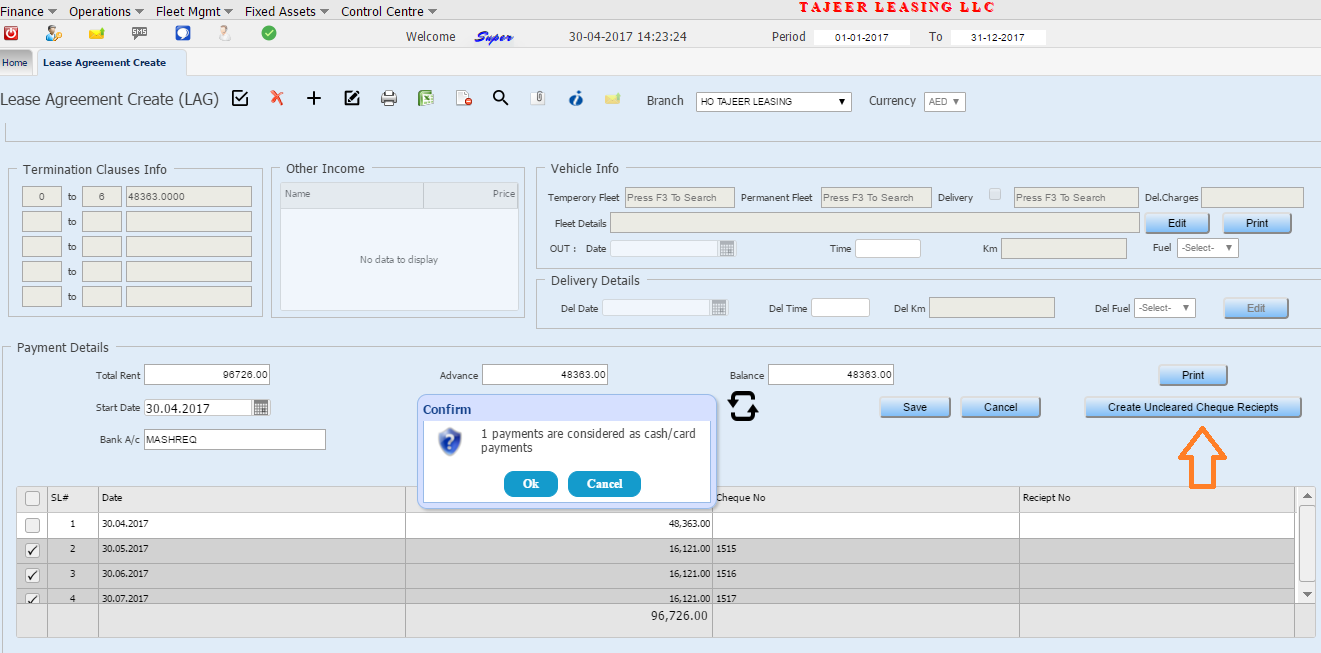 TAJEER LEASING LLC
Finance Operations Fleet Mgmt Fixed Assets Control Centre
SMS Welcome Super 30-04-2017 14:23:24 Period 01-01-2017 To 31-12-2017
Home Lease Agreement Create
Lease Agreement Create (LAG) Branch HO TAJEER LEASING Currency AED
Termination Clauses Info
0 to 6 48363.0000
to
to
to
to
Other Income
Name Price
No data to display
Vehicle Info
Temperory Fleet Press F3 To Search Permanent Fleet Press F3 To Search Delivery Press F3 To Search Del.Charges
Fleet Details Edit Print
OUT : Date Time Km Fuel -Select-
Delivery Details
Del Date Del Time Del Km Del Fuel -Select- Edit
Payment Details
Total Rent 96726.00 Advance 48363.00 Balance 48363.00 Print
Start Date 30.04.2017 Save Cancel Create Uncleared Cheque Reciepts
Bank A/c MASHREQ
Confirm
1 payments are considered as cash/card
payments
Ok Cancel
SL# Date Cheque No Reciept No
1 30.04.2017 48,363.00
2 30.05.2017 16,121.00 1515
3 30.06.2017 16,121.00 1516
4 30.07.2017 16,121.00 1517
96,726.00